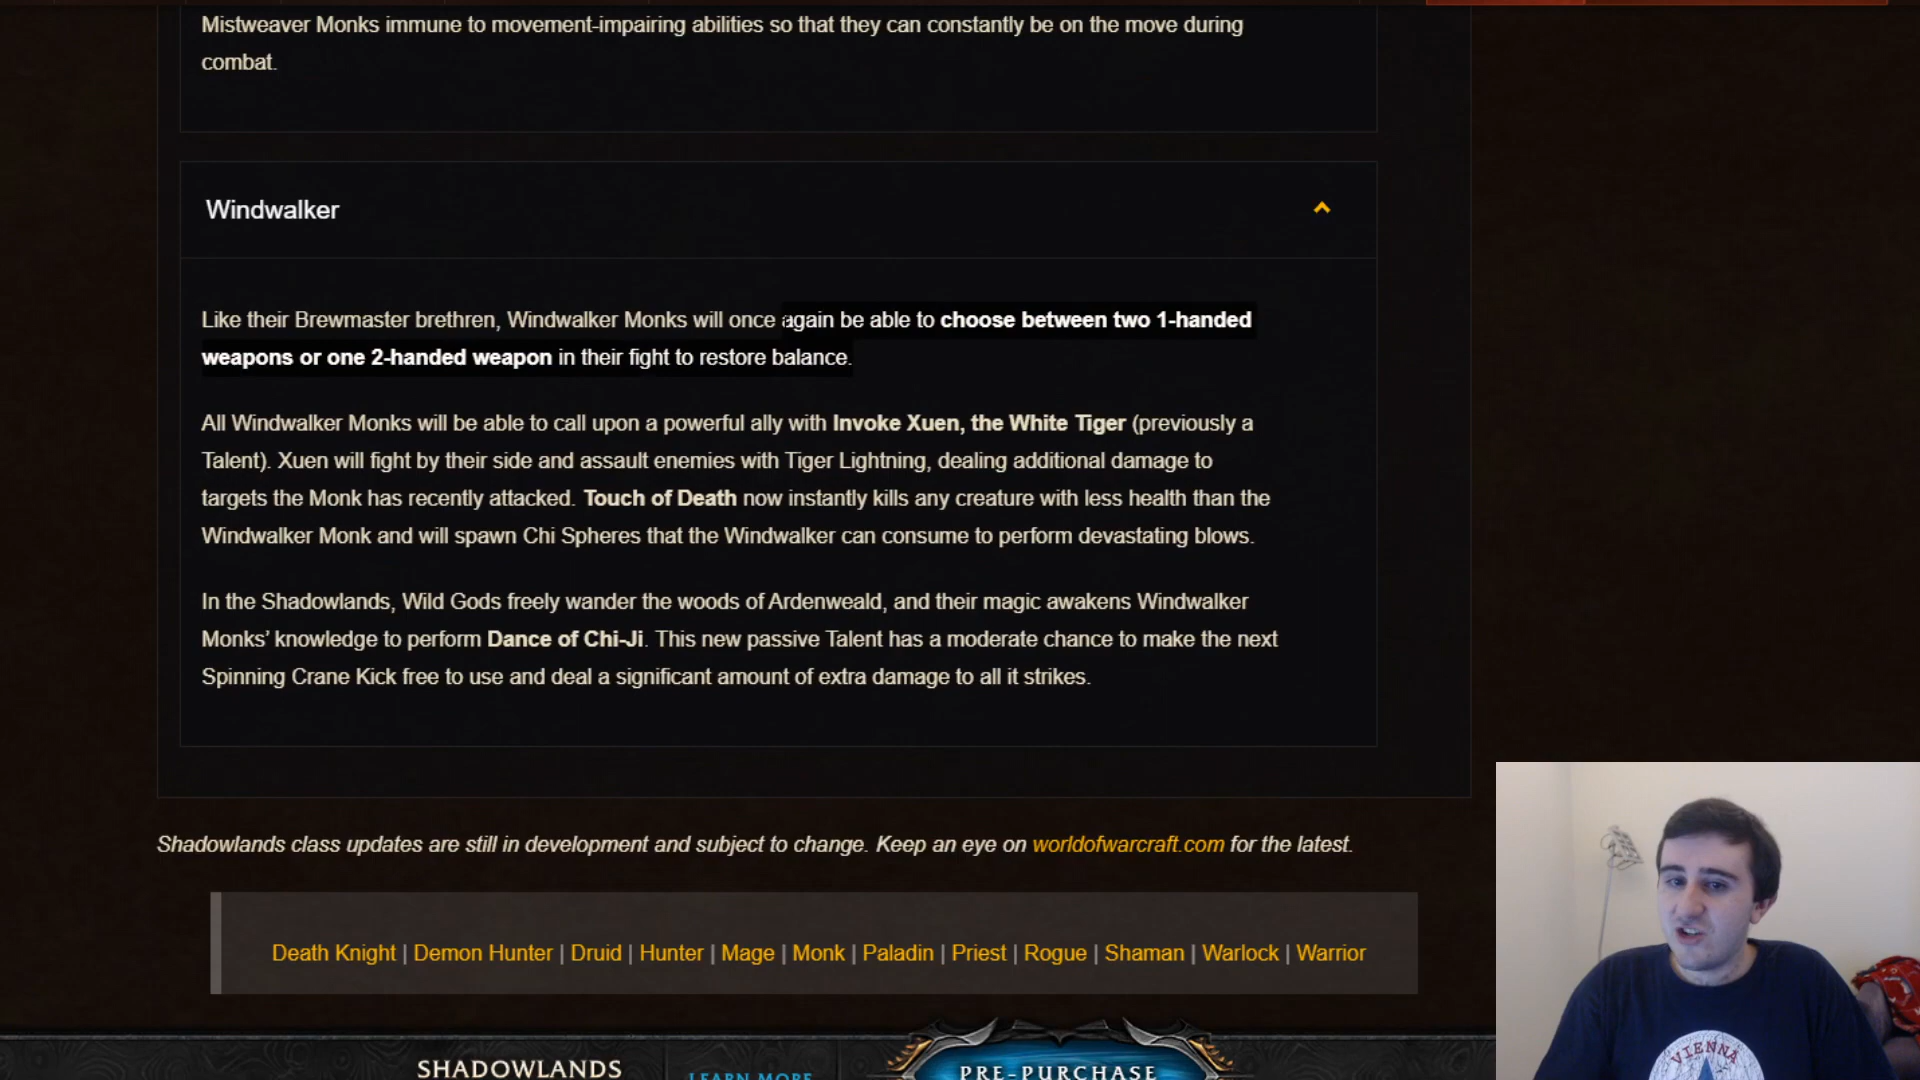 Mistweaver Monks immune to movement-impairing abilities so that they can constantly be on the move during
combat.
Windwalker
Like their Brewmaster brethren, Windwalker Monks will once again be able to choose between two 1-handed
weapons or one 2-handed weapon in their fight to restore balance.
All Windwalker Monks will be able to call upon a powerful ally with Invoke Xuen, the White Tiger (previously a
Talent). Xuen will fight by their side and assault enemies with Tiger Lightning, dealing additional damage to
targets the Monk has recently attacked. Touch of Death now instantly kills any creature with less health than the
Windwalker Monk and will spawn Chi Spheres that the Windwalker can consume to perform devastating blows.
In the Shadowlands, Wild Gods freely wander the woods of Ardenweald, and their magic awakens Windwalker
Monks' knowledge to perform Dance of Chi-Ji. This new passive Talent has a moderate chance to make the next
Spinning Crane Kick free to use and deal a significant amount of extra damage to all it strikes.
Shadowlands class updates are still in development and subject to change. Keep an eye on worldofwarcraft.com for the latest.
Death Knight | Demon Hunter | Druid | Hunter | Mage | Monk | Paladin | Priest | Rogue | Shaman | Warlock | Warrior
SHADOWLANDS
LEARN MORE
PRE-PURCHASE
VIENNA